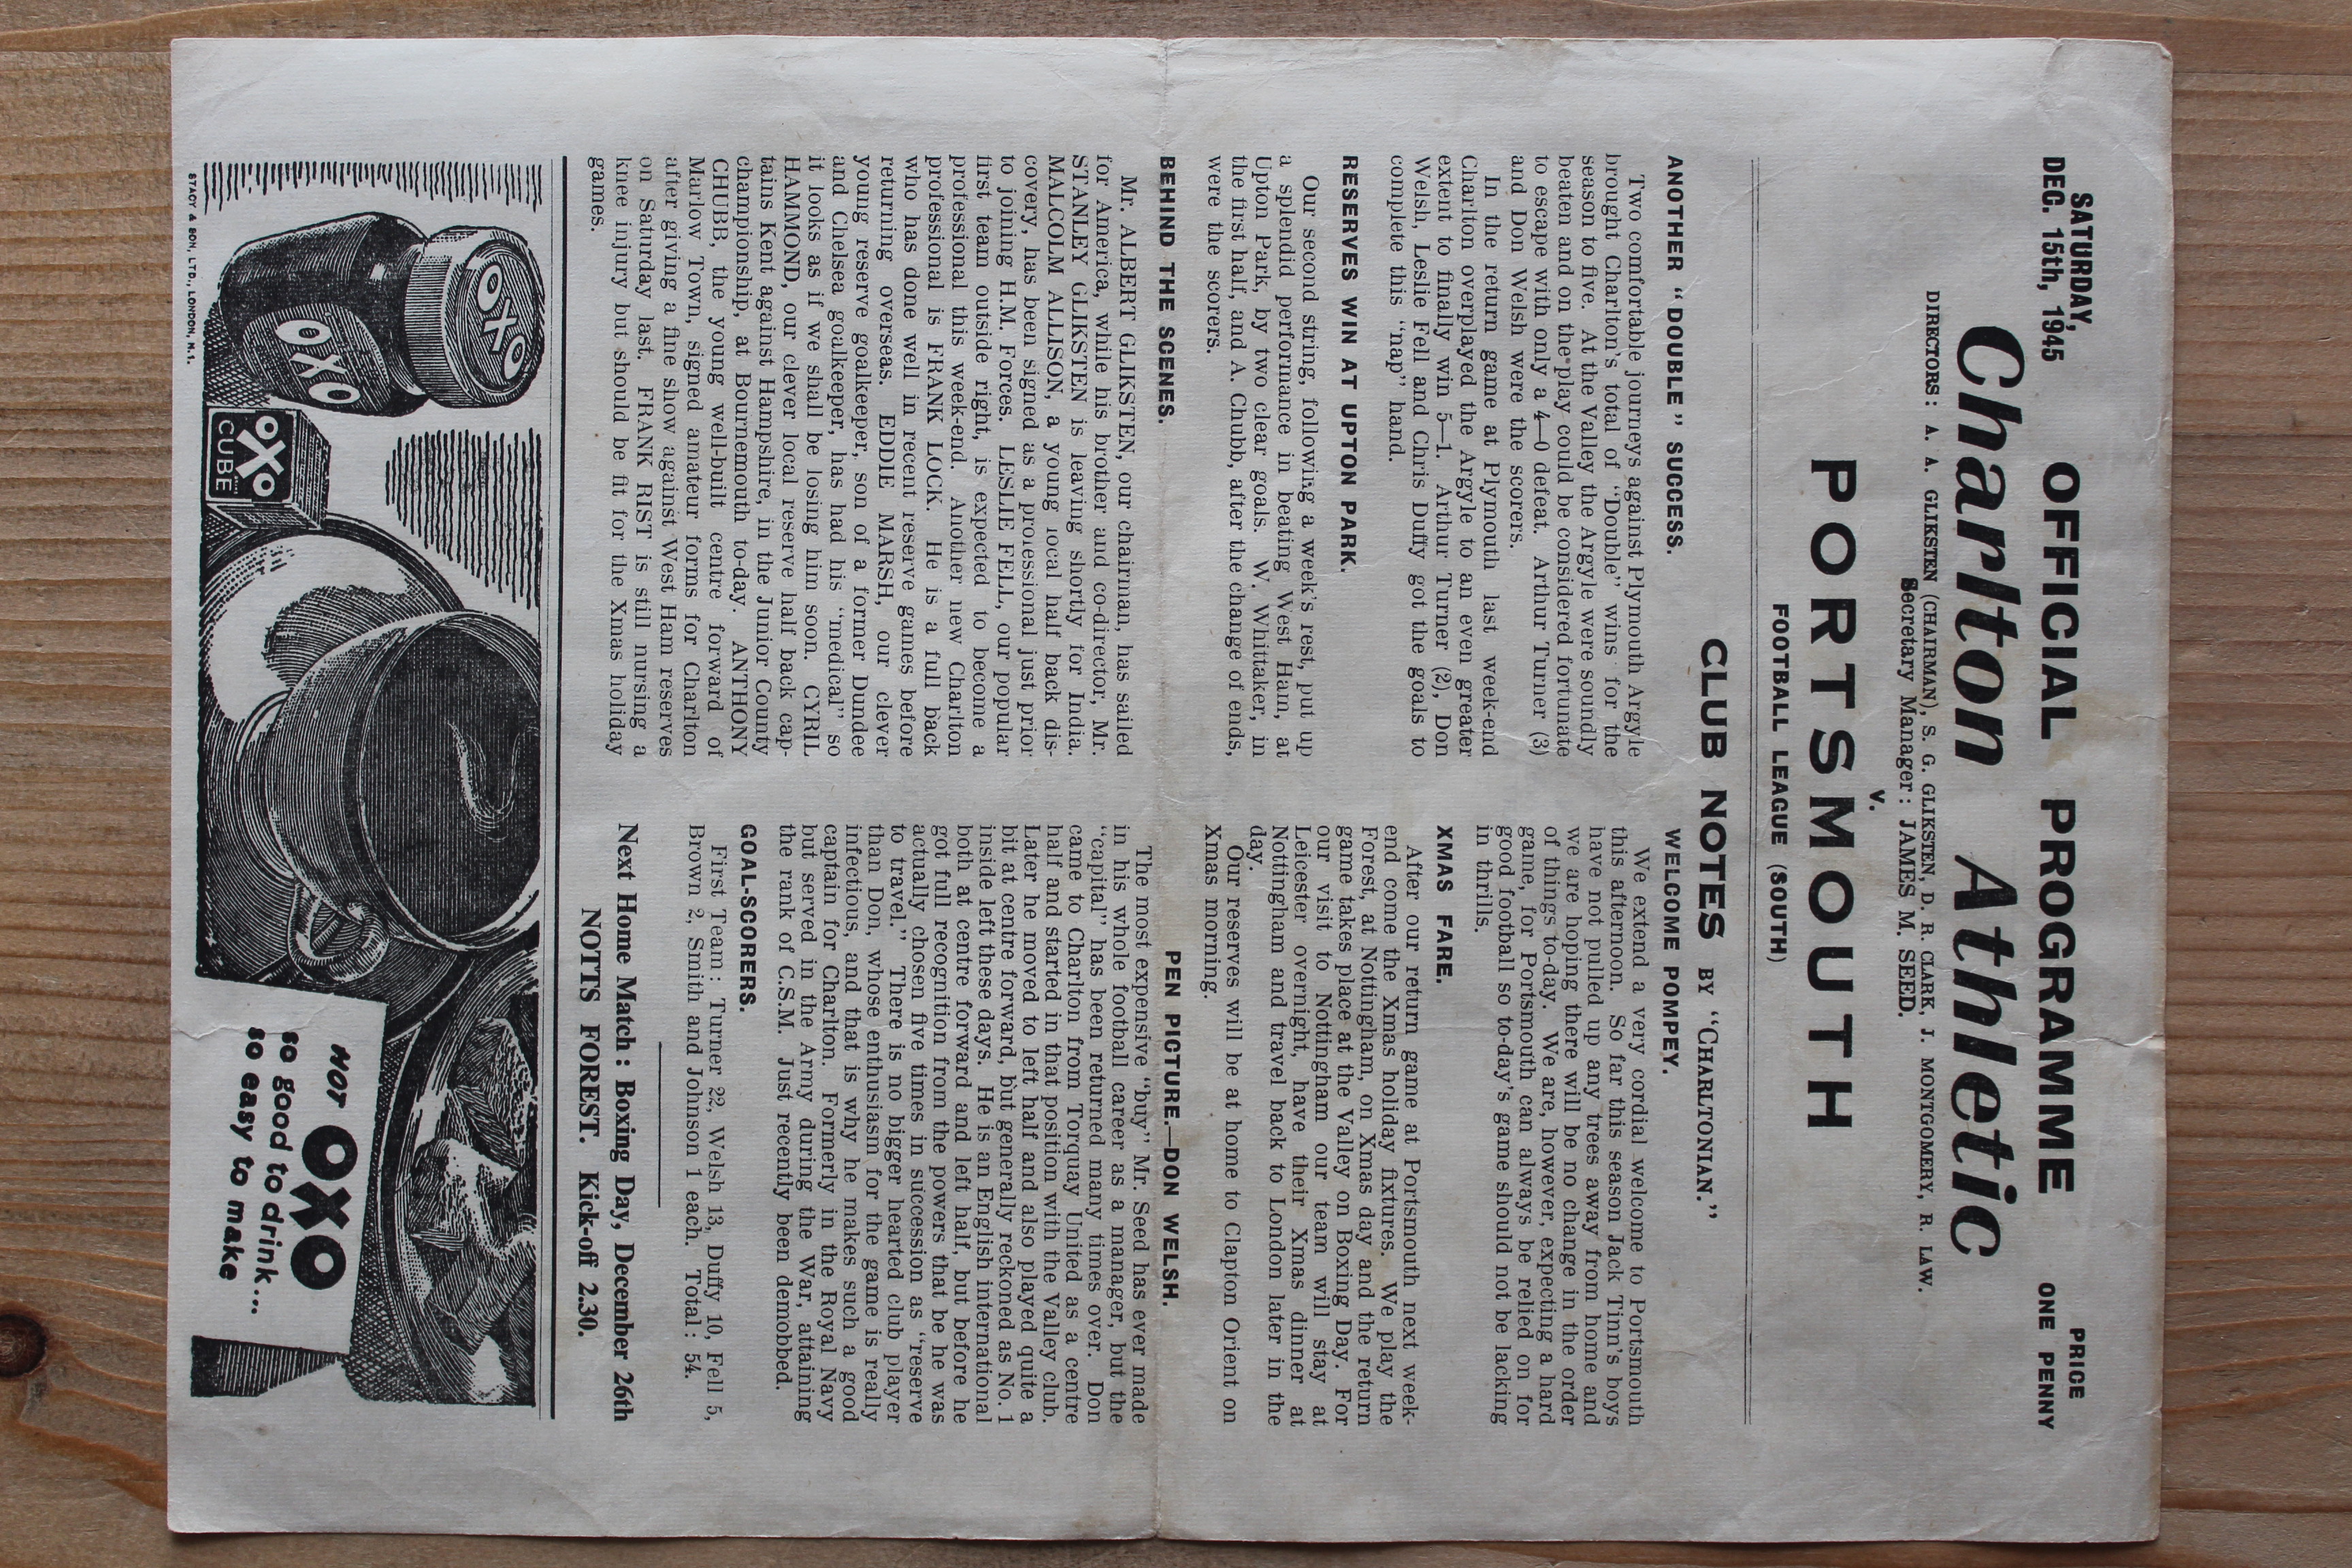 SATURDAY,
DEC. 15th, 1945
OFFICIAL PROGRAMME
PRICE
ONE PENNY
Charlton Athletic
DIRECTORS: A. A. GLIKSTEN (CHAIRMAN), S. G. GLIKSTEN, D. R. CLARK, J. MONTGOMERY, R. LAW.
Secretary Manager: JAMES M. SEED.
v.
PORTSMOUTH
FOOTBALL LEAGUE (SOUTH)
CLUB NOTES BY "CHARLTONIAN."
ANOTHER "DOUBLE" SUCCESS.
Two comfortable journeys against Plymouth Argyle
brought Charlton's total of "Double" wins for the
season to five. At the Valley the Argyle were soundly
beaten and on the play could be considered fortunate
to escape with only a 4—0 defeat. Arthur Turner (3)
and Don Welsh were the scorers.
In the return game at Plymouth last week-end
Charlton overplayed the Argyle to an even greater
extent to finally win 5—1. Arthur Turner (2), Don
Welsh, Leslie Fell and Chris Duffy got the goals to
complete this "nap" hand.
RESERVES WIN AT UPTON PARK.
Our second string, following a week's rest, put up
a splendid performance in beating West Ham, at
Upton Park, by two clear goals. W. Whittaker, in
the first half, and A. Chubb, after the change of ends,
were the scorers.
BEHIND THE SCENES.
Mr. ALBERT GLIKSTEN, our chairman, has sailed
for America, while his brother and co-director, Mr.
STANLEY GLIKSTEN is leaving shortly for India.
MALCOLM ALLISON, a young local half back dis-
covery, has been signed as a professional just prior
to joining H.M. Forces. LESLIE FELL, our popular
first team outside right, is expected to become a
professional this week-end. Another new Charlton
professional is FRANK LOCK. He is a full back
who has done well in recent reserve games before
returning overseas. EDDIE MARSH, our clever
young reserve goalkeeper, son of a former Dundee
and Chelsea goalkeeper, has had his "medical" so
it looks as if we shall be losing him soon. CYRIL
HAMMOND, our clever local reserve half back cap-
tains Kent against Hampshire, in the Junior County
championship, at Bournemouth to-day. ANTHONY
CHUBB, the young well-built centre forward of
Marlow Town, signed amateur forms for Charlton
after giving a fine show against West Ham reserves
on Saturday last. FRANK RIST is still nursing a
knee injury but should be fit for the Xmas holiday
games.
WELCOME POMPEY.
We extend a very cordial welcome to Portsmouth
this afternoon. So far this season Jack Tinn's boys
have not pulled up any trees away from home and
we are hoping there will be no change in the order
of things to-day. We are, however, expecting a hard
game, for Portsmouth can always be relied on for
good football so to-day's game should not be lacking
in thrills.
XMAS FARE.
After our return game at Portsmouth next week-
end come the Xmas holiday fixtures. We play the
Forest, at Nottingham, on Xmas day and the return
game takes place at the Valley on Boxing Day. For
our visit to Nottingham our team will stay at
Leicester overnight, have their Xmas dinner at
Nottingham and travel back to London later in the
day.
Our reserves will be at home to Clapton Orient on
Xmas morning.
PEN PICTURE.—DON WELSH.
The most expensive "buy" Mr. Seed has ever made
in his whole football career as a manager, but the
"capital" has been returned many times over. Don
came to Charlton from Torquay United as a centre
half and started in that position with the Valley club.
Later he moved to left half and also played quite a
bit at centre forward, but generally reckoned as No. 1
inside left these days. He is an English international
both at centre forward and left half, but before he
got full recognition from the powers that be he was
actually chosen five times in succession as "reserve
to travel." There is no bigger hearted club player
than Don, whose enthusiasm for the game is really
infectious, and that is why he makes such a good
captain for Charlton. Formerly in the Royal Navy
but served in the Army during the War, attaining
the rank of C.S.M. Just recently been demobbed.
GOAL-SCORERS.
First Team: Turner 22, Welsh 13, Duffy 10, Fell 5,
Brown 2, Smith and Johnson 1 each. Total: 54.
Next Home Match: Boxing Day, December 26th
NOTTS FOREST. Kick-off 2.30.
OXO
OXO
OXO
CUBE
HOT OXO
so good to drink...
so easy to make
STACY & SON, LTD., LONDON, N.1.